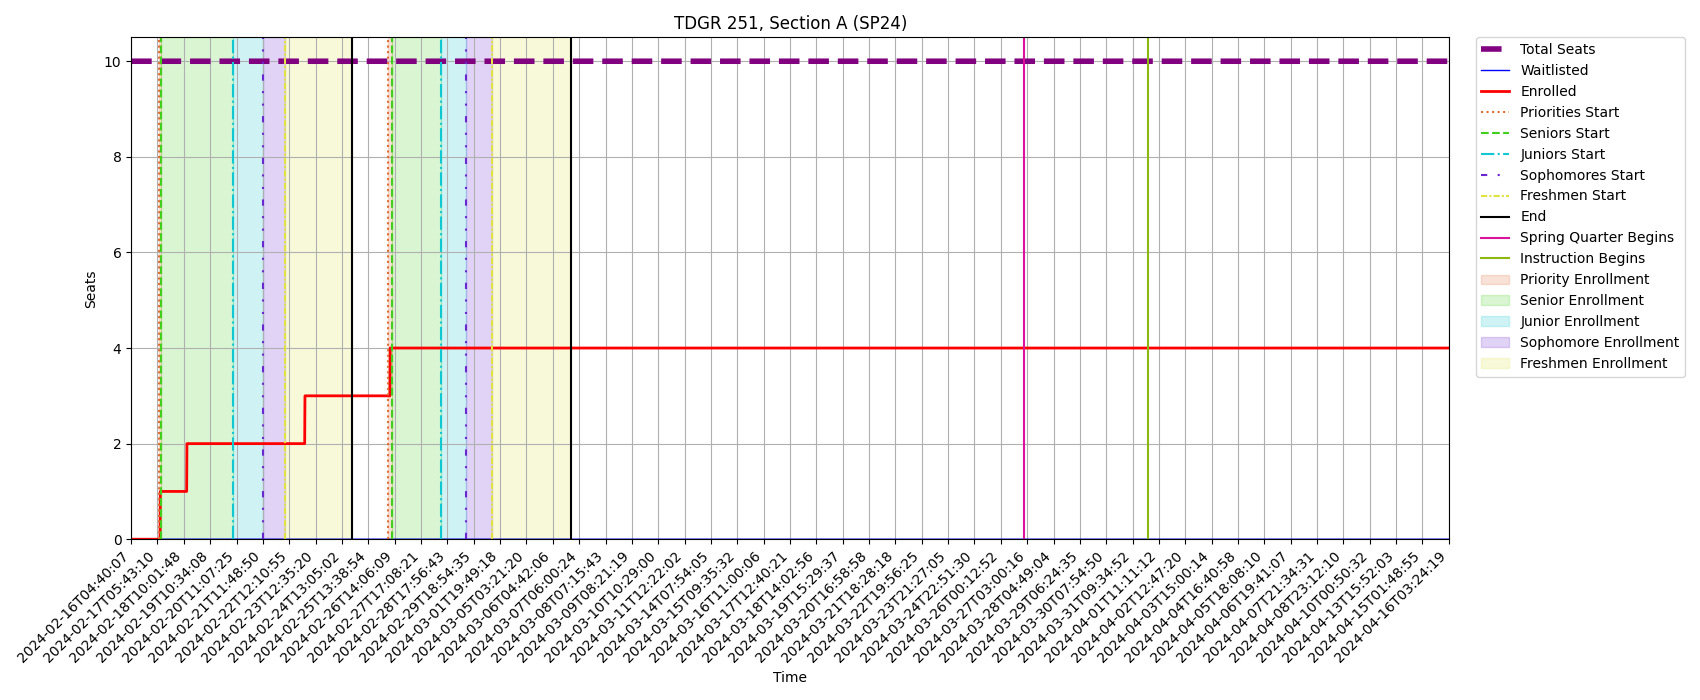 TDGR 251, Section A (SP24)
10
8
6
4
2
0
Seats
2024-02-16T04:40:07
2024-02-17T05:43:10
2024-02-18T10:01:48
2024-02-19T10:34:08
2024-02-20T11:07:25
2024-02-21T11:48:50
2024-02-22T12:10:55
2024-02-23T12:35:20
2024-02-24T13:05:02
2024-02-25T13:38:54
2024-02-26T14:06:09
2024-02-27T17:08:21
2024-02-28T17:56:43
2024-02-29T18:54:35
2024-03-01T19:49:18
2024-03-05T03:21:20
2024-03-06T04:42:06
2024-03-07T06:00:24
2024-03-08T07:15:43
2024-03-09T08:21:19
2024-03-10T10:29:00
2024-03-11T12:22:02
2024-03-14T07:54:05
2024-03-15T09:35:32
2024-03-16T11:00:06
2024-03-17T12:40:21
2024-03-18T14:02:56
2024-03-19T15:29:37
2024-03-20T16:58:58
2024-03-21T18:28:18
2024-03-22T19:56:25
2024-03-23T21:27:05
2024-03-24T22:51:30
2024-03-26T00:12:52
2024-03-27T03:00:16
2024-03-28T04:49:04
2024-03-29T06:24:35
2024-03-30T07:54:50
2024-03-31T09:34:52
2024-04-01T11:11:12
2024-04-02T12:47:20
2024-04-03T15:00:14
2024-04-04T16:40:58
2024-04-05T18:08:10
2024-04-06T19:41:07
2024-04-07T21:34:31
2024-04-08T23:12:10
2024-04-10T00:50:32
2024-04-13T15:52:03
2024-04-15T01:48:55
2024-04-16T03:24:19
Time
Total Seats
Waitlisted
Enrolled
Priorities Start
Seniors Start
Juniors Start
Sophomores Start
Freshmen Start
End
Spring Quarter Begins
Instruction Begins
Priority Enrollment
Senior Enrollment
Junior Enrollment
Sophomore Enrollment
Freshmen Enrollment